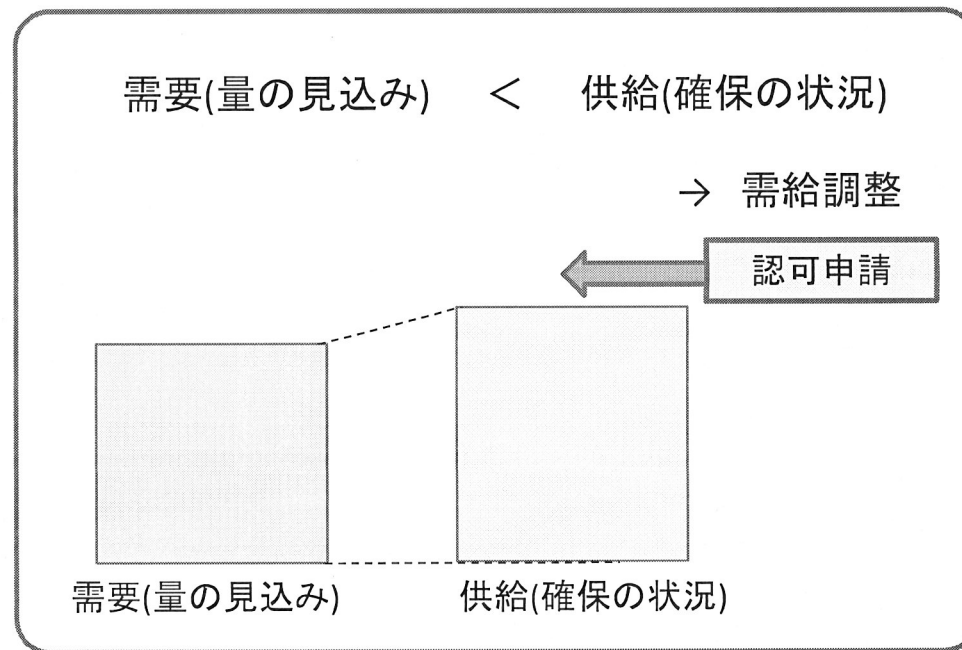 需要(量の見込み) < 供給(確保の状況)
→ 需給調整
認可申請
需要(量の見込み)
供給(確保の状況)